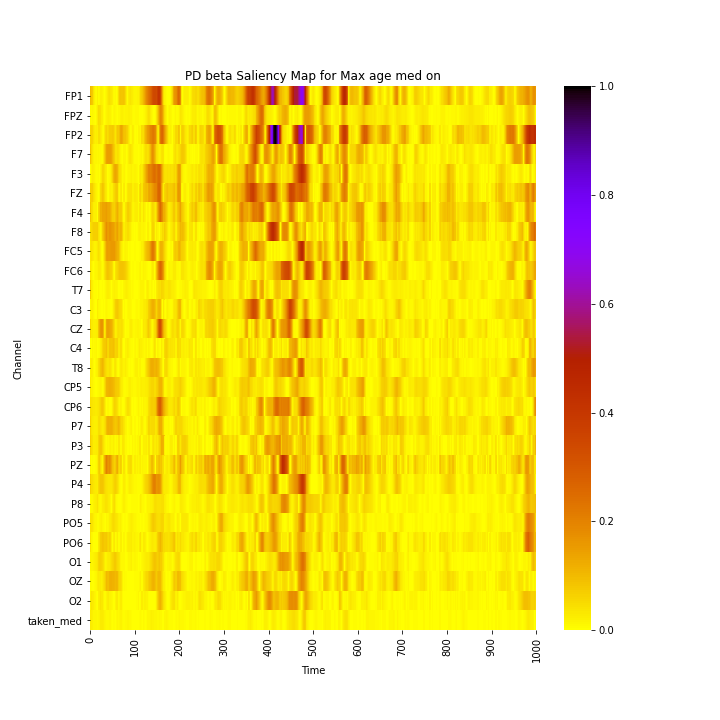 PD beta Saliency Map for Max age med on
FP1
FPZ
FP2
F7
F3
FZ
F4
F8
FC5
FC6
T7
C3
CZ
C4
T8
CP5
CP6
P7
P3
PZ
P4
P8
PO5
PO6
O1
OZ
O2
taken_med
Channel
0 100 200 300 400 500 600 700 800 900 1000
Time
1.0
0.8
0.6
0.4
0.2
0.0